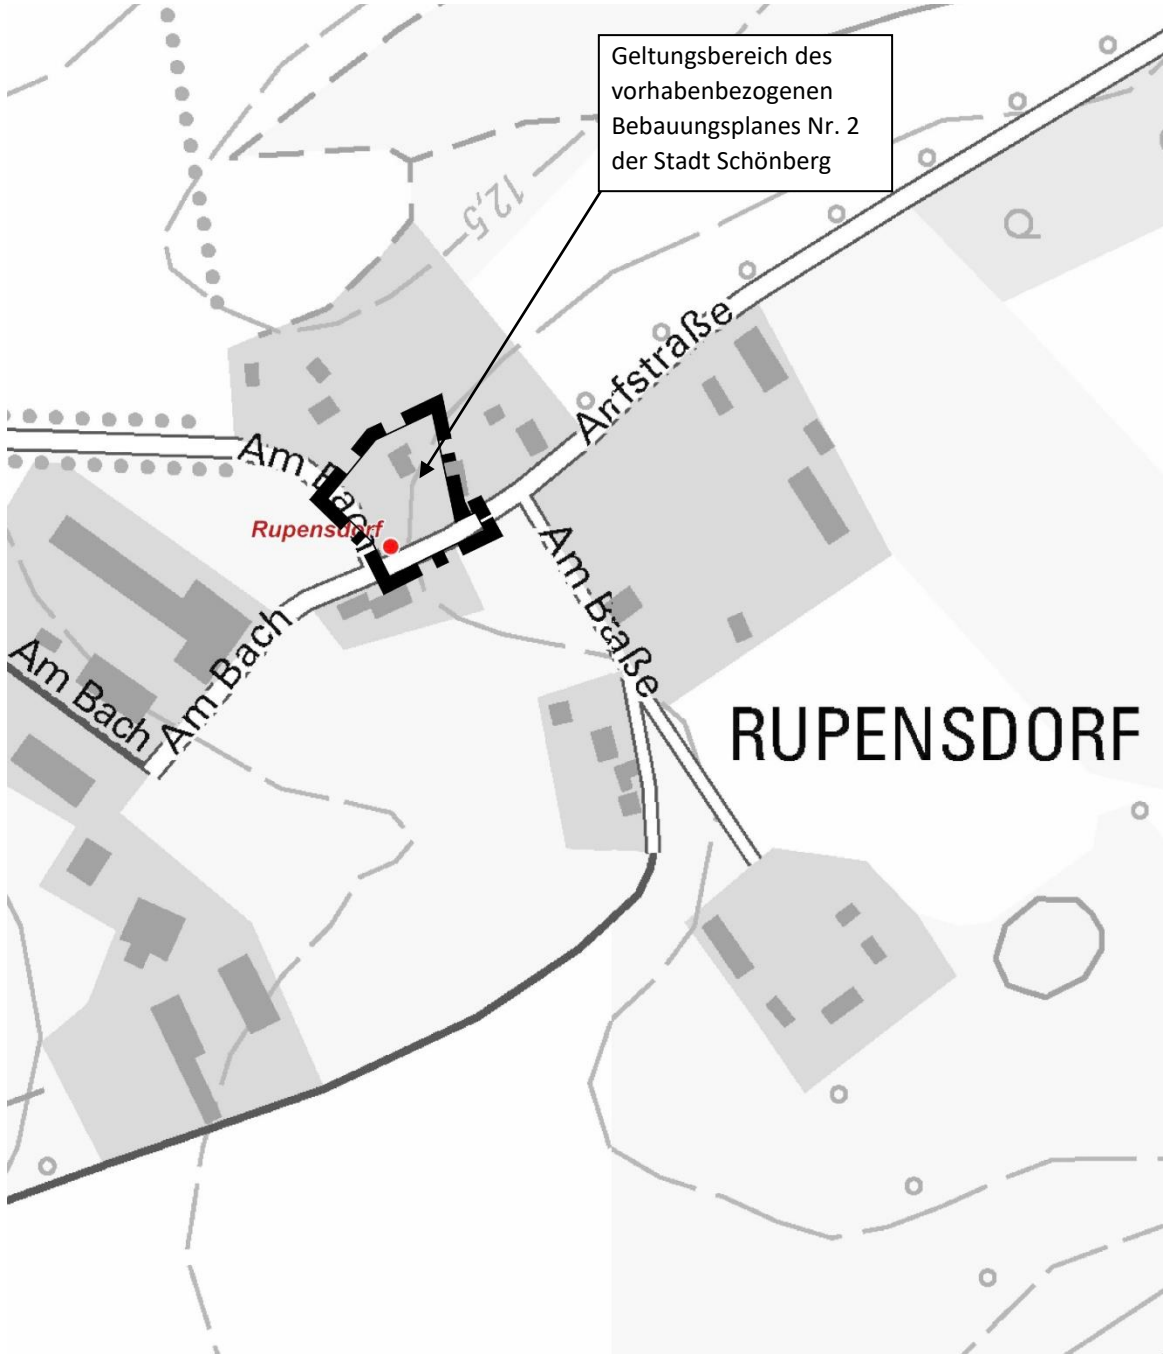 Geltungsbereich des
vorhabenbezogenen
Bebauungsplanes Nr. 2
der Stadt Schönberg
12,5
Arfstraße
Am Bach
Rupensdorf
Am Bach
Am Bach
Am
RUPENSDORF